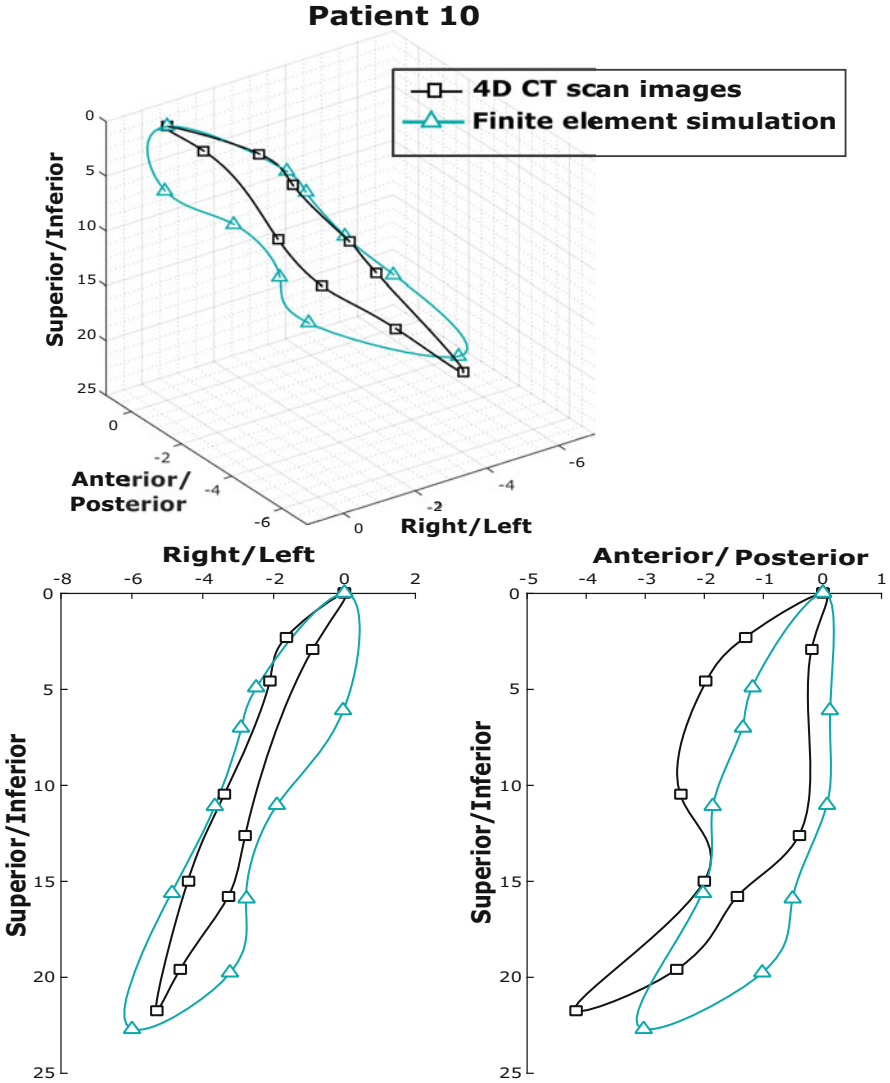 Patient 10
4D CT scan images
Finite element simulation
0
5
10
15
20
25
Superior/Inferior
0
-2
-4
-6
Anterior/
Posterior
0
-2
-4
-6
Right/Left
Right/Left
-8 -6 -4 -2 0 2
0
5
10
15
20
25
Superior/Inferior
Anterior/Posterior
-5 -4 -3 -2 -1 0 1
0
5
10
15
20
25
Superior/Inferior